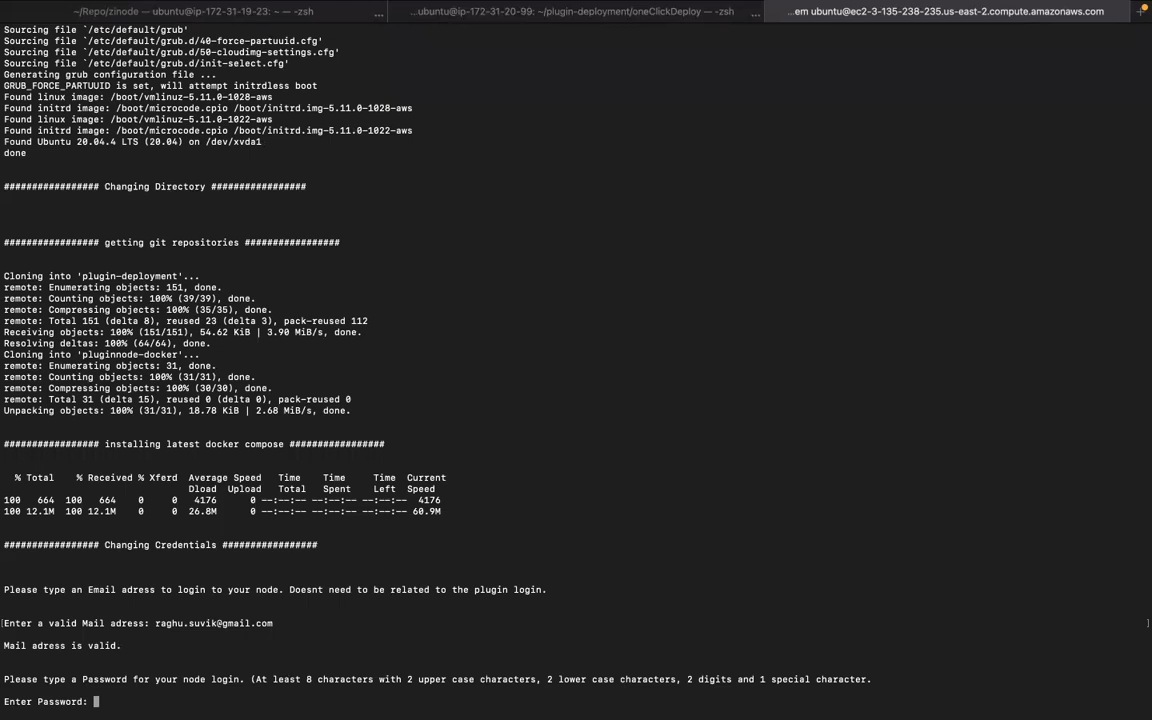 ~/Repo/zinode — ubuntu@ip-172-31-19-23: ~ — -zsh
...
...ubuntu@ip-172-31-20-99: ~/plugin-deployment/oneClickDeploy — -zsh
...
...em ubuntu@ec2-3-135-238-235.us-east-2.compute.amazonaws.com
+
Sourcing file `/etc/default/grub'
Sourcing file `/etc/default/grub.d/40-force-partuuid.cfg'
Sourcing file `/etc/default/grub.d/50-cloudimg-settings.cfg'
Sourcing file `/etc/default/grub.d/init-select.cfg'
Generating grub configuration file ...
GRUB_FORCE_PARTUUID is set, will attempt initrdless boot
Found linux image: /boot/vmlinuz-5.11.0-1028-aws
Found initrd image: /boot/microcode.cpio /boot/initrd.img-5.11.0-1028-aws
Found linux image: /boot/vmlinuz-5.11.0-1022-aws
Found initrd image: /boot/microcode.cpio /boot/initrd.img-5.11.0-1022-aws
Found Ubuntu 20.04.4 LTS (20.04) on /dev/xvda1
done
################# Changing Directory #################
################# getting git repositories #################
Cloning into 'plugin-deployment'...
remote: Enumerating objects: 151, done.
remote: Counting objects: 100% (39/39), done.
remote: Compressing objects: 100% (35/35), done.
remote: Total 151 (delta 8), reused 23 (delta 3), pack-reused 112
Receiving objects: 100% (151/151), 54.62 KiB | 3.90 MiB/s, done.
Resolving deltas: 100% (64/64), done.
Cloning into 'pluginnode-docker'...
remote: Enumerating objects: 31, done.
remote: Counting objects: 100% (31/31), done.
remote: Compressing objects: 100% (30/30), done.
remote: Total 31 (delta 15), reused 0 (delta 0), pack-reused 0
Unpacking objects: 100% (31/31), 18.78 KiB | 2.68 MiB/s, done.
################# installing latest docker compose #################
% Total % Received % Xferd Average Speed Time Time Time Current
Dload Upload Total Spent Left Speed
100 664 100 664 0 0 4176 0 --:--:-- --:--:-- --:--:-- 4176
100 12.1M 100 12.1M 0 0 26.8M 0 --:--:-- --:--:-- --:--:-- 60.9M
################# Changing Credentials #################
Please type an Email adress to login to your node. Doesnt need to be related to the plugin login.
Enter a valid Mail adress: raghu.suvik@gmail.com
Mail adress is valid.
Please type a Password for your node login. (At least 8 characters with 2 upper case characters, 2 lower case characters, 2 digits and 1 special character.
Enter Password: